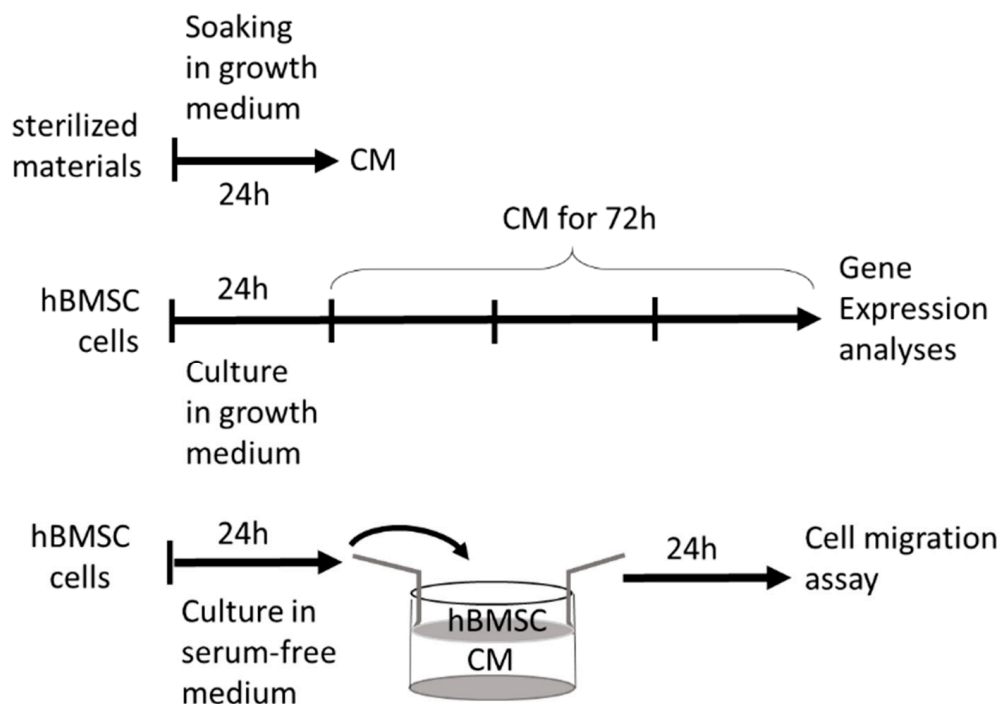 Soaking
in growth
medium
sterilized
materials
CM
24h
CM for 72h
hBMSC
cells
24h
Gene
Expression
analyses
Culture
in growth
medium
hBMSC
cells
24h
24h
Cell migration
assay
hBMSC
CM
Culture in
serum-free
medium